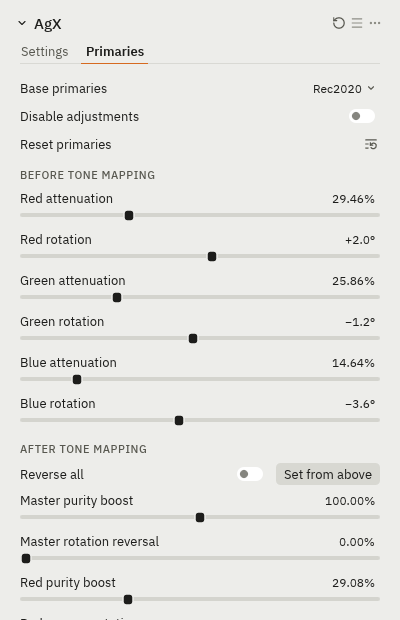 AgX
Settings Primaries
Base primaries Rec2020
Disable adjustments
Reset primaries
BEFORE TONE MAPPING
Red attenuation 29.46%
Red rotation +2.0°
Green attenuation 25.86%
Green rotation −1.2°
Blue attenuation 14.64%
Blue rotation −3.6°
AFTER TONE MAPPING
Reverse all Set from above
Master purity boost 100.00%
Master rotation reversal 0.00%
Red purity boost 29.08%